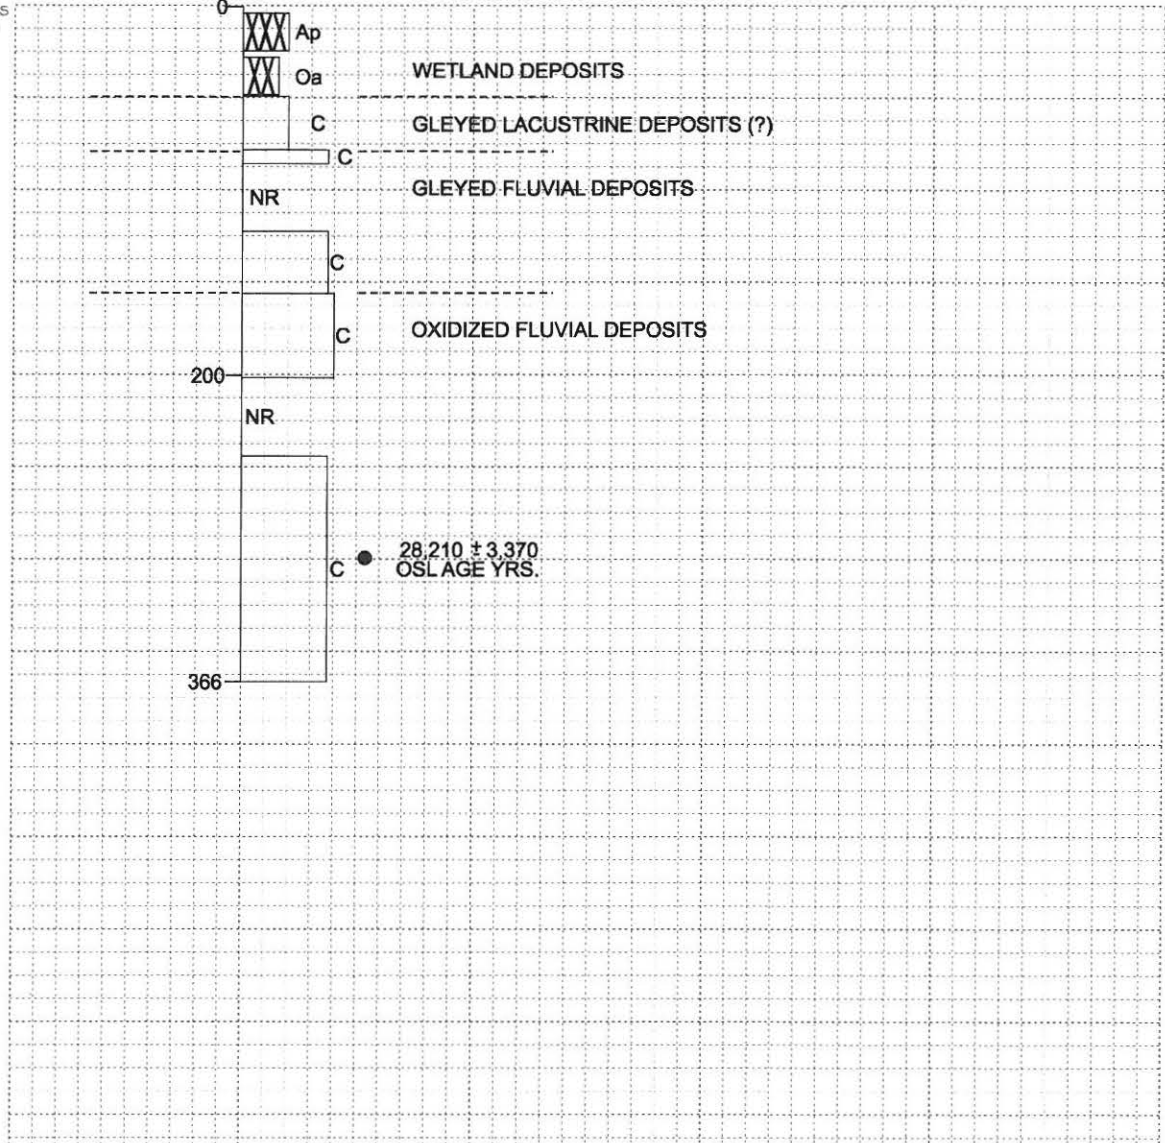 s
0
Ap
Oa
WETLAND DEPOSITS
C
GLEYED LACUSTRINE DEPOSITS (?)
C
GLEYED FLUVIAL DEPOSITS
NR
C
C
OXIDIZED FLUVIAL DEPOSITS
200
NR
28,210 ± 3,370
C
OSL AGE YRS.
366